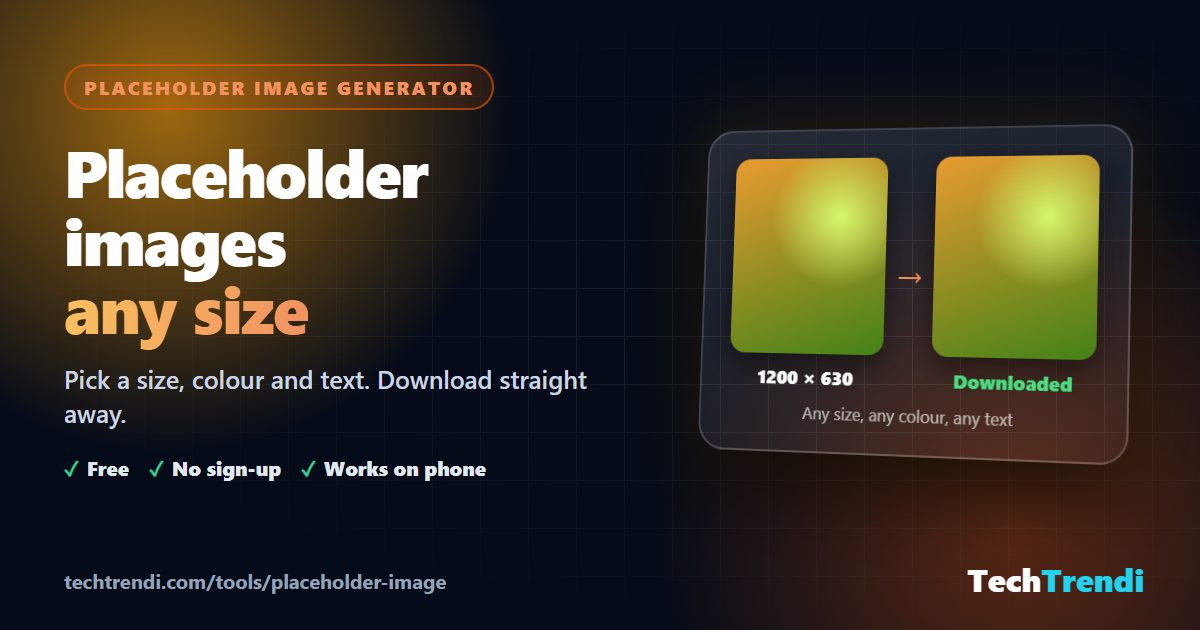 PLACEHOLDER IMAGE GENERATOR
Placeholder
images
any size
Pick a size, colour and text. Download straight
away.
✓ Free ✓ No sign-up ✓ Works on phone
→
1200 × 630 Downloaded
Any size, any colour, any text
techtrendi.com/tools/placeholder-image
TechTrendi